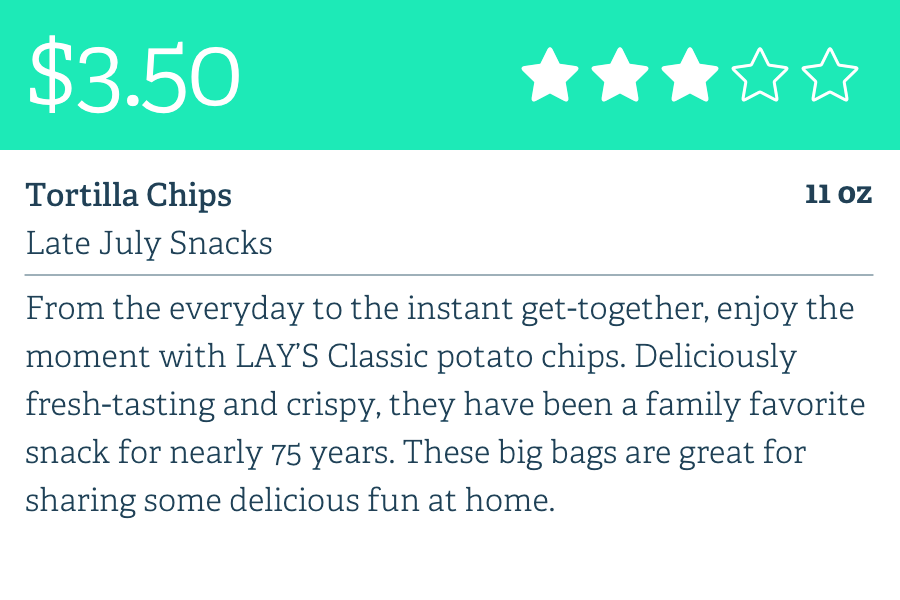 $3.50
Tortilla Chips
11 oz
Late July Snacks
From the everyday to the instant get-together, enjoy the
moment with LAY’S Classic potato chips. Deliciously
fresh-tasting and crispy, they have been a family favorite
snack for nearly 75 years. These big bags are great for
sharing some delicious fun at home.